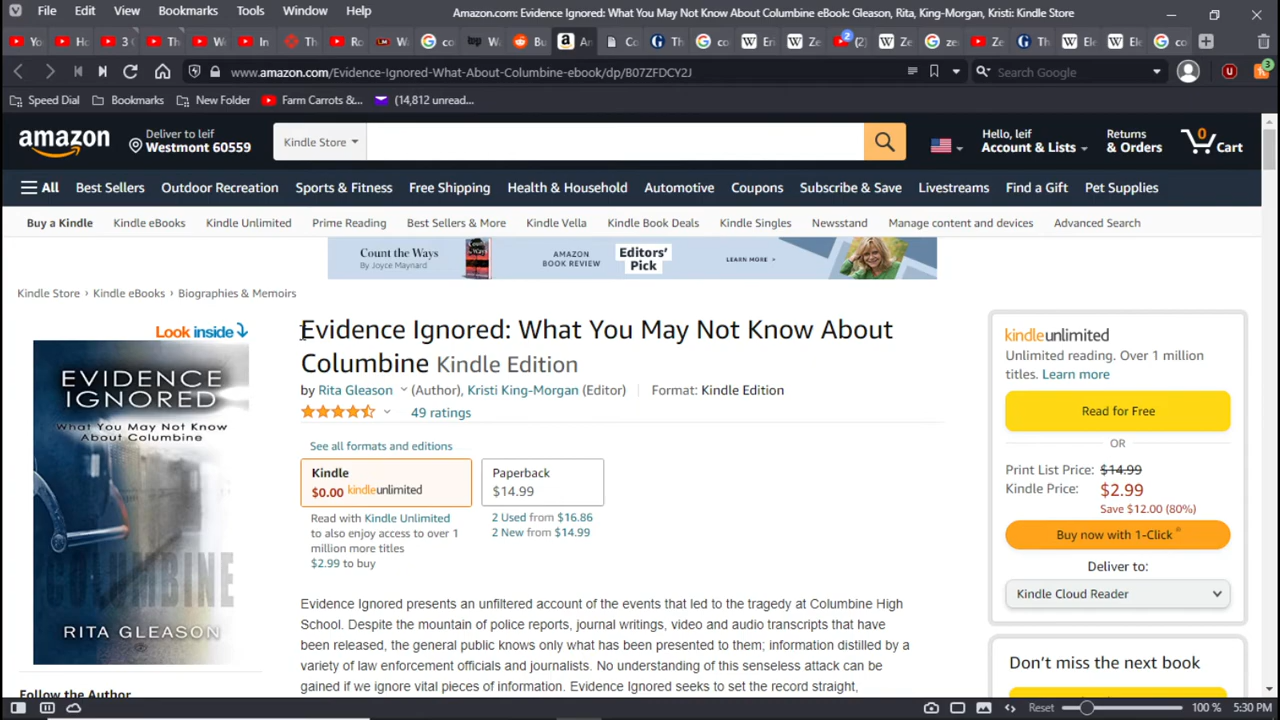 File Edit View Bookmarks Tools Window Help
Amazon.com: Evidence Ignored: What You May Not Know About Columbine eBook: Gleason, Rita, King-Morgan, Kristi: Kindle Store
www.amazon.com/Evidence-Ignored-What-About-Columbine-ebook/dp/B07ZFDCY2J
Search Google
3
Speed Dial Bookmarks New Folder Farm Carrots &... (14,812 unread...
amazon
Deliver to leif
Westmont 60559
Kindle Store
Hello, leif
Account & Lists
Returns
& Orders
0
Cart
All Best Sellers Outdoor Recreation Sports & Fitness Free Shipping Health & Household Automotive Coupons Subscribe & Save Livestreams Find a Gift Pet Supplies
Buy a Kindle Kindle eBooks Kindle Unlimited Prime Reading Best Sellers & More Kindle Vella Kindle Book Deals Kindle Singles Newsstand Manage content and devices Advanced Search
Count the Ways
By Joyce Maynard
AMAZON
BOOK REVIEW
Editors'
Pick
LEARN MORE >
Kindle Store › Kindle eBooks › Biographies & Memoirs
Look inside
EVIDENCE
IGNORED
What You May Not Know
About Columbine
COLUMBINE
RITA GLEASON
Follow the Author
Evidence Ignored: What You May Not Know About
Columbine Kindle Edition
by Rita Gleason (Author), Kristi King-Morgan (Editor) Format: Kindle Edition
49 ratings
See all formats and editions
Kindle
$0.00 kindleunlimited
Read with Kindle Unlimited
to also enjoy access to over 1
million more titles
$2.99 to buy
Paperback
$14.99
2 Used from $16.86
2 New from $14.99
Evidence Ignored presents an unfiltered account of the events that led to the tragedy at Columbine High
School. Despite the mountain of police reports, journal writings, video and audio transcripts that have
been released, the general public knows only what has been presented to them; information distilled by a
variety of law enforcement officials and journalists. No understanding of this senseless attack can be
gained if we ignore vital pieces of information. Evidence Ignored seeks to set the record straight,
kindleunlimited
Unlimited reading. Over 1 million
titles. Learn more
Read for Free
OR
Print List Price: $14.99
Kindle Price: $2.99
Save $12.00 (80%)
Buy now with 1-Click
Deliver to:
Kindle Cloud Reader
Don't miss the next book
Reset 100 % 5:30 PM